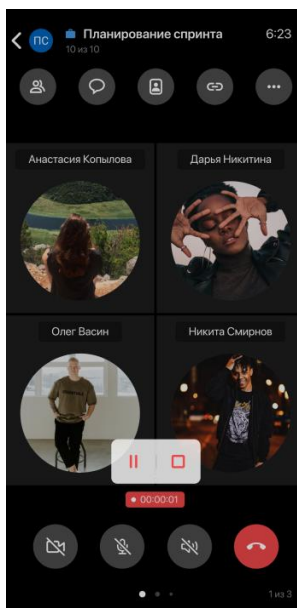 ПС
Планирование спринта
6:23
10 из 10
Анастасия Копылова
Дарья Никитина
Олег Васин
Никита Смирнов
00:00:01
1 из 3